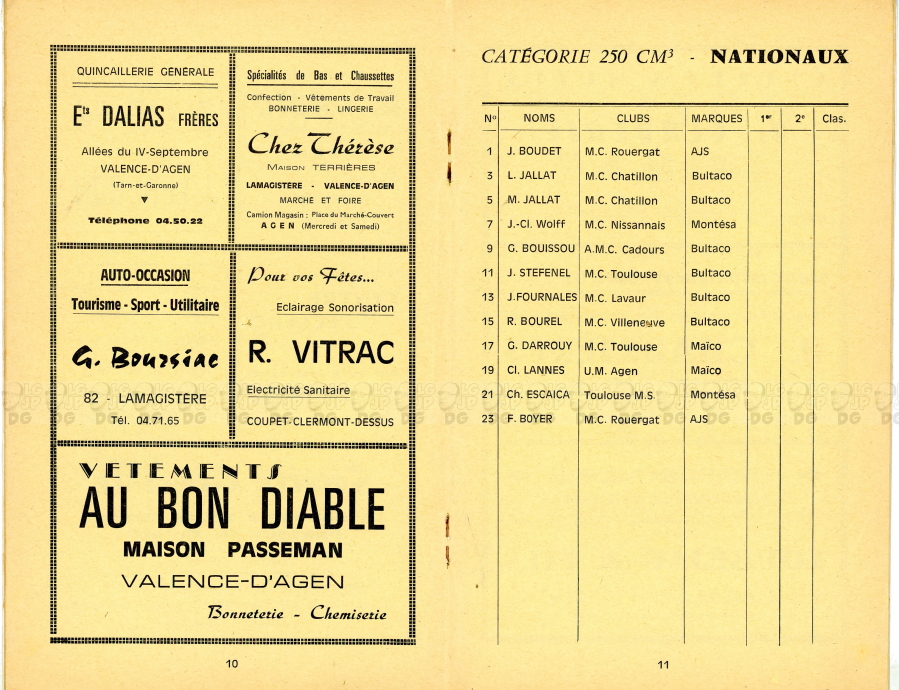 QUINCAILLERIE GÉNÉRALE
Ets DALIAS FRÈRES
Allées du IV-Septembre
VALENCE-D'AGEN
(Tarn-et-Garonne)
Téléphone 04.50.22
Spécialités de Bas et Chaussettes
Confection - Vêtements de Travail
BONNETERIE - LINGERIE
Chez Thérèse
MAISON TERRIÈRES
LAMAGISTÈRE - VALENCE-D'AGEN
MARCHÉ ET FOIRE
Camion Magasin : Place du Marché-Couvert
AGEN (Mercredi et Samedi)
AUTO-OCCASION
Tourisme - Sport - Utilitaire
G. Boursiac
82 - LAMAGISTÈRE
Tél. 04.71.65
Pour vos Fêtes...
Eclairage Sonorisation
R. VITRAC
Electricité Sanitaire
COUPET-CLERMONT-DESSUS
VETEMENTS
AU BON DIABLE
MAISON PASSEMAN
VALENCE-D'AGEN
Bonneterie - Chemiserie
10
CATÉGORIE 250 CM³ - NATIONAUX
No NOMS CLUBS MARQUES 1er 2e Clas.
1 J. BOUDET M.C. Rouergat AJS
3 L. JALLAT M.C. Chatillon Bultaco
5 M. JALLAT M.C. Chatillon Bultaco
7 J.-Cl. Wolff M.C. Nissannais Montésa
9 G. BOUISSOU A.M.C. Cadours Bultaco
11 J. STEFENEL M.C. Toulouse Bultaco
13 J.FOURNALES M.C. Lavaur Bultaco
15 R. BOUREL M.C. Villeneuve Bultaco
17 G. DARROUY M.C. Toulouse Maïco
19 Cl. LANNES U.M. Agen Maïco
21 Ch. ESCAICA Toulouse M.S. Montésa
23 F. BOYER M.C. Rouergat AJS
11